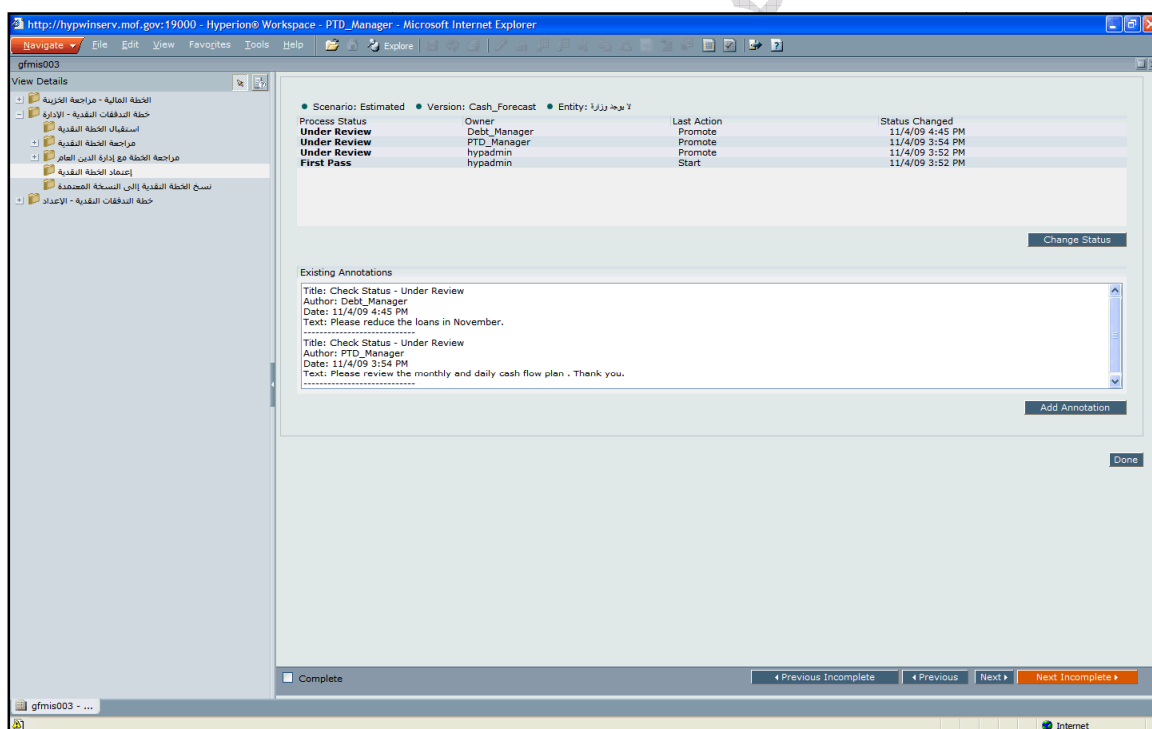 http://hypwinserv.mof.gov:19000 - Hyperion® Workspace - PTD_Manager - Microsoft Internet Explorer
Navigate File Edit View Favorites Tools Help Explore
gfmis003
View Details
الخطة المالية - مراجعة الخزينة
خطة التدفقات النقدية - الإدارة
استقبال الخطة النقدية
مراجعة الخطة النقدية
مراجعة الخطة مع إدارة الدين العام
إعتماد الخطة النقدية
نسخ الخطة النقدية إالى النسخة المعتمدة
خطة التدفقات النقدية - الإعداد
Scenario: Estimated Version: Cash_Forecast Entity: لا يوجد وزارة
Process Status Owner Last Action Status Changed
Under Review Debt_Manager Promote 11/4/09 4:45 PM
Under Review PTD_Manager Promote 11/4/09 3:54 PM
Under Review hypadmin Promote 11/4/09 3:52 PM
First Pass hypadmin Start 11/4/09 3:52 PM
Change Status
Existing Annotations
Title: Check Status - Under Review
Author: Debt_Manager
Date: 11/4/09 4:45 PM
Text: Please reduce the loans in November.
----------------------------
Title: Check Status - Under Review
Author: PTD_Manager
Date: 11/4/09 3:54 PM
Text: Please review the monthly and daily cash flow plan . Thank you.
----------------------------
Add Annotation
Done
Complete Previous Incomplete Previous Next Next Incomplete
gfmis003 - ...
Internet